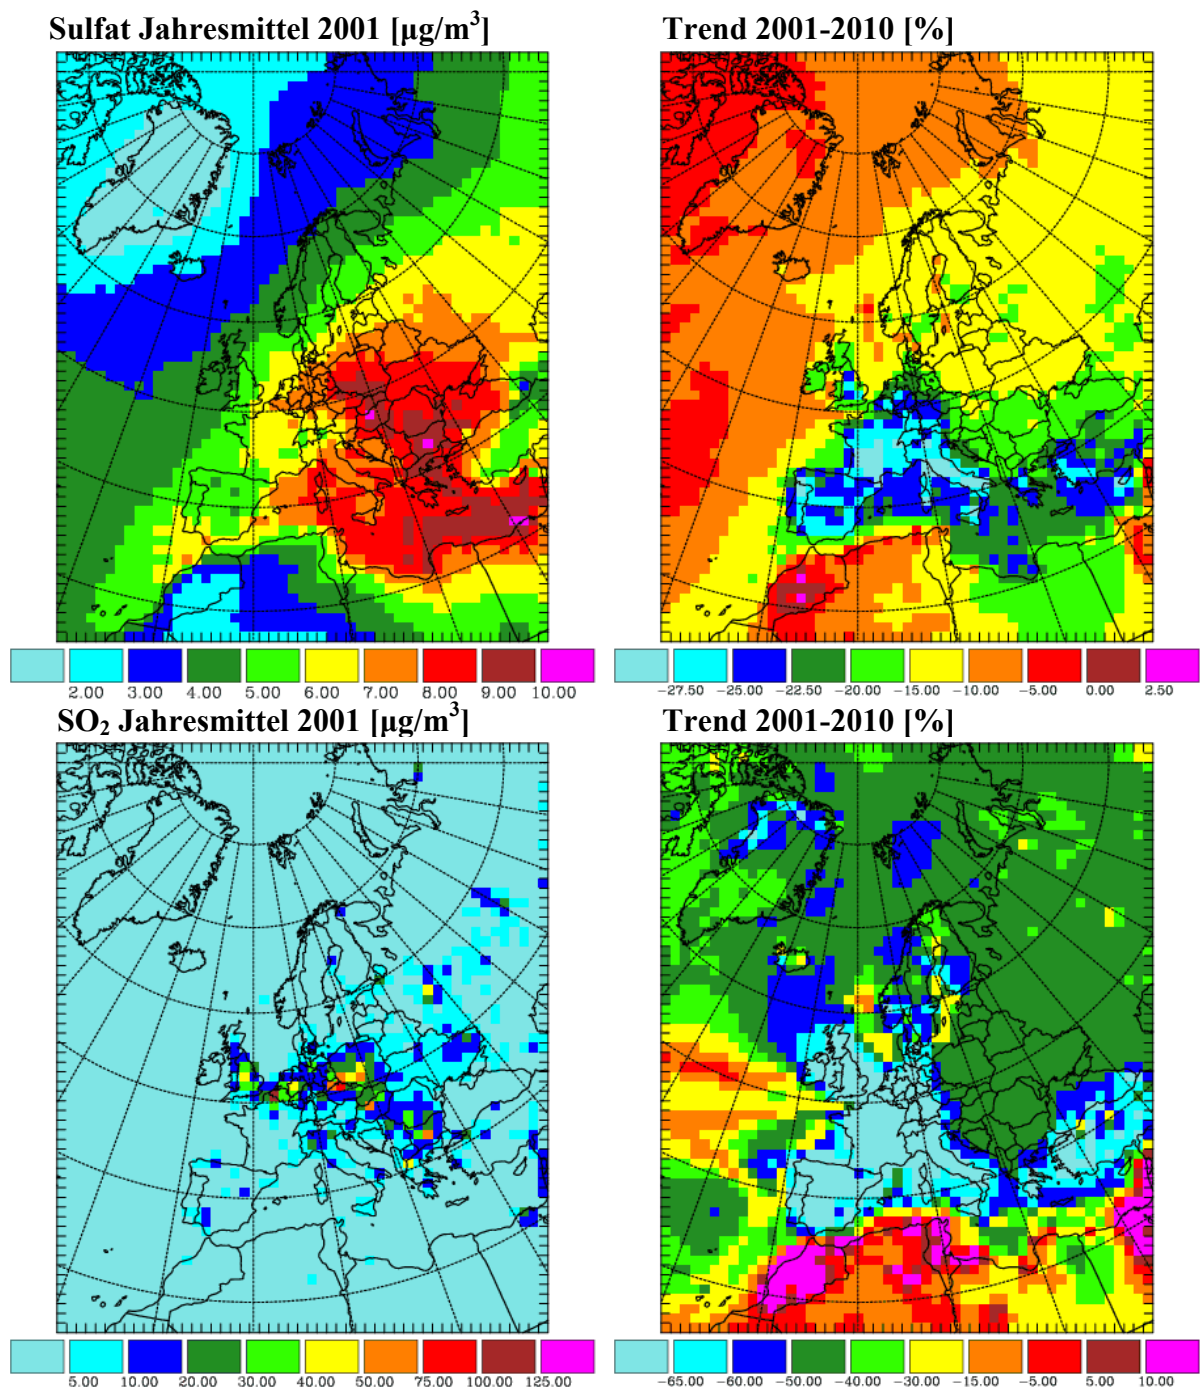 Sulfat Jahresmittel 2001 [µg/m³]
Trend 2001-2010 [%]
2.00 3.00 4.00 5.00 6.00 7.00 8.00 9.00 10.00
−27.50 −25.00 −22.50 −20.00 −15.00 −10.00 −5.00 0.00 2.50
SO₂ Jahresmittel 2001 [µg/m³]
Trend 2001-2010 [%]
5.00 10.00 20.00 30.00 40.00 50.00 75.00 100.00 125.00
−65.00 −60.00 −50.00 −40.00 −30.00 −15.00 −5.00 5.00 10.00